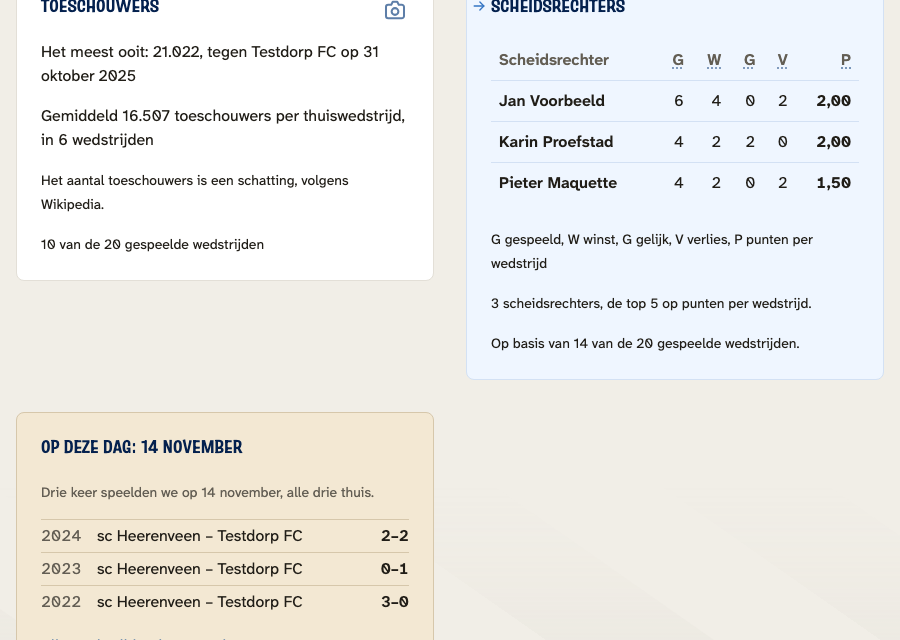 TOESCHOUWERS
Het meest ooit: 21.022, tegen Testdorp FC op 31
oktober 2025
Gemiddeld 16.507 toeschouwers per thuiswedstrijd,
in 6 wedstrijden
Het aantal toeschouwers is een schatting, volgens
Wikipedia.
10 van de 20 gespeelde wedstrijden
→ SCHEIDSRECHTERS
Scheidsrechter G W G V P
Jan Voorbeeld 6 4 0 2 2,00
Karin Proefstad 4 2 2 0 2,00
Pieter Maquette 4 2 0 2 1,50
G gespeeld, W winst, G gelijk, V verlies, P punten per
wedstrijd
3 scheidsrechters, de top 5 op punten per wedstrijd.
Op basis van 14 van de 20 gespeelde wedstrijden.
OP DEZE DAG: 14 NOVEMBER
Drie keer speelden we op 14 november, alle drie thuis.
2024 sc Heerenveen – Testdorp FC 2–2
2023 sc Heerenveen – Testdorp FC 0–1
2022 sc Heerenveen – Testdorp FC 3–0